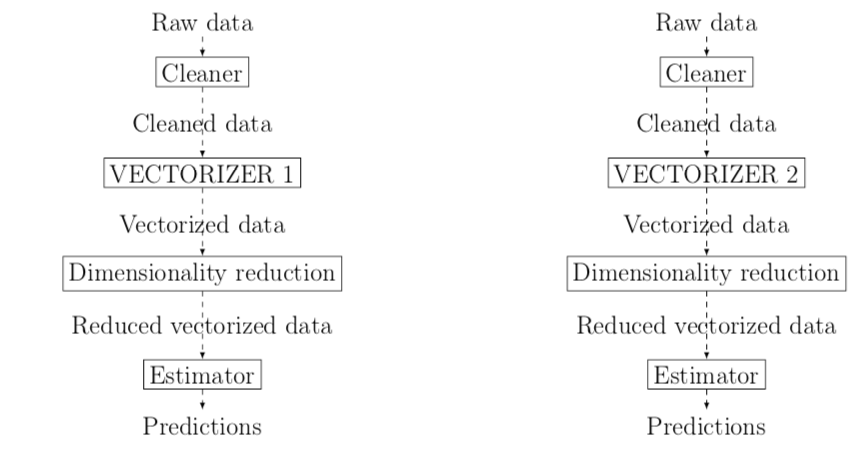 Raw data
Cleaner
Cleaned data
VECTORIZER 1
Vectorized data
Dimensionality reduction
Reduced vectorized data
Estimator
Predictions
Raw data
Cleaner
Cleaned data
VECTORIZER 2
Vectorized data
Dimensionality reduction
Reduced vectorized data
Estimator
Predictions